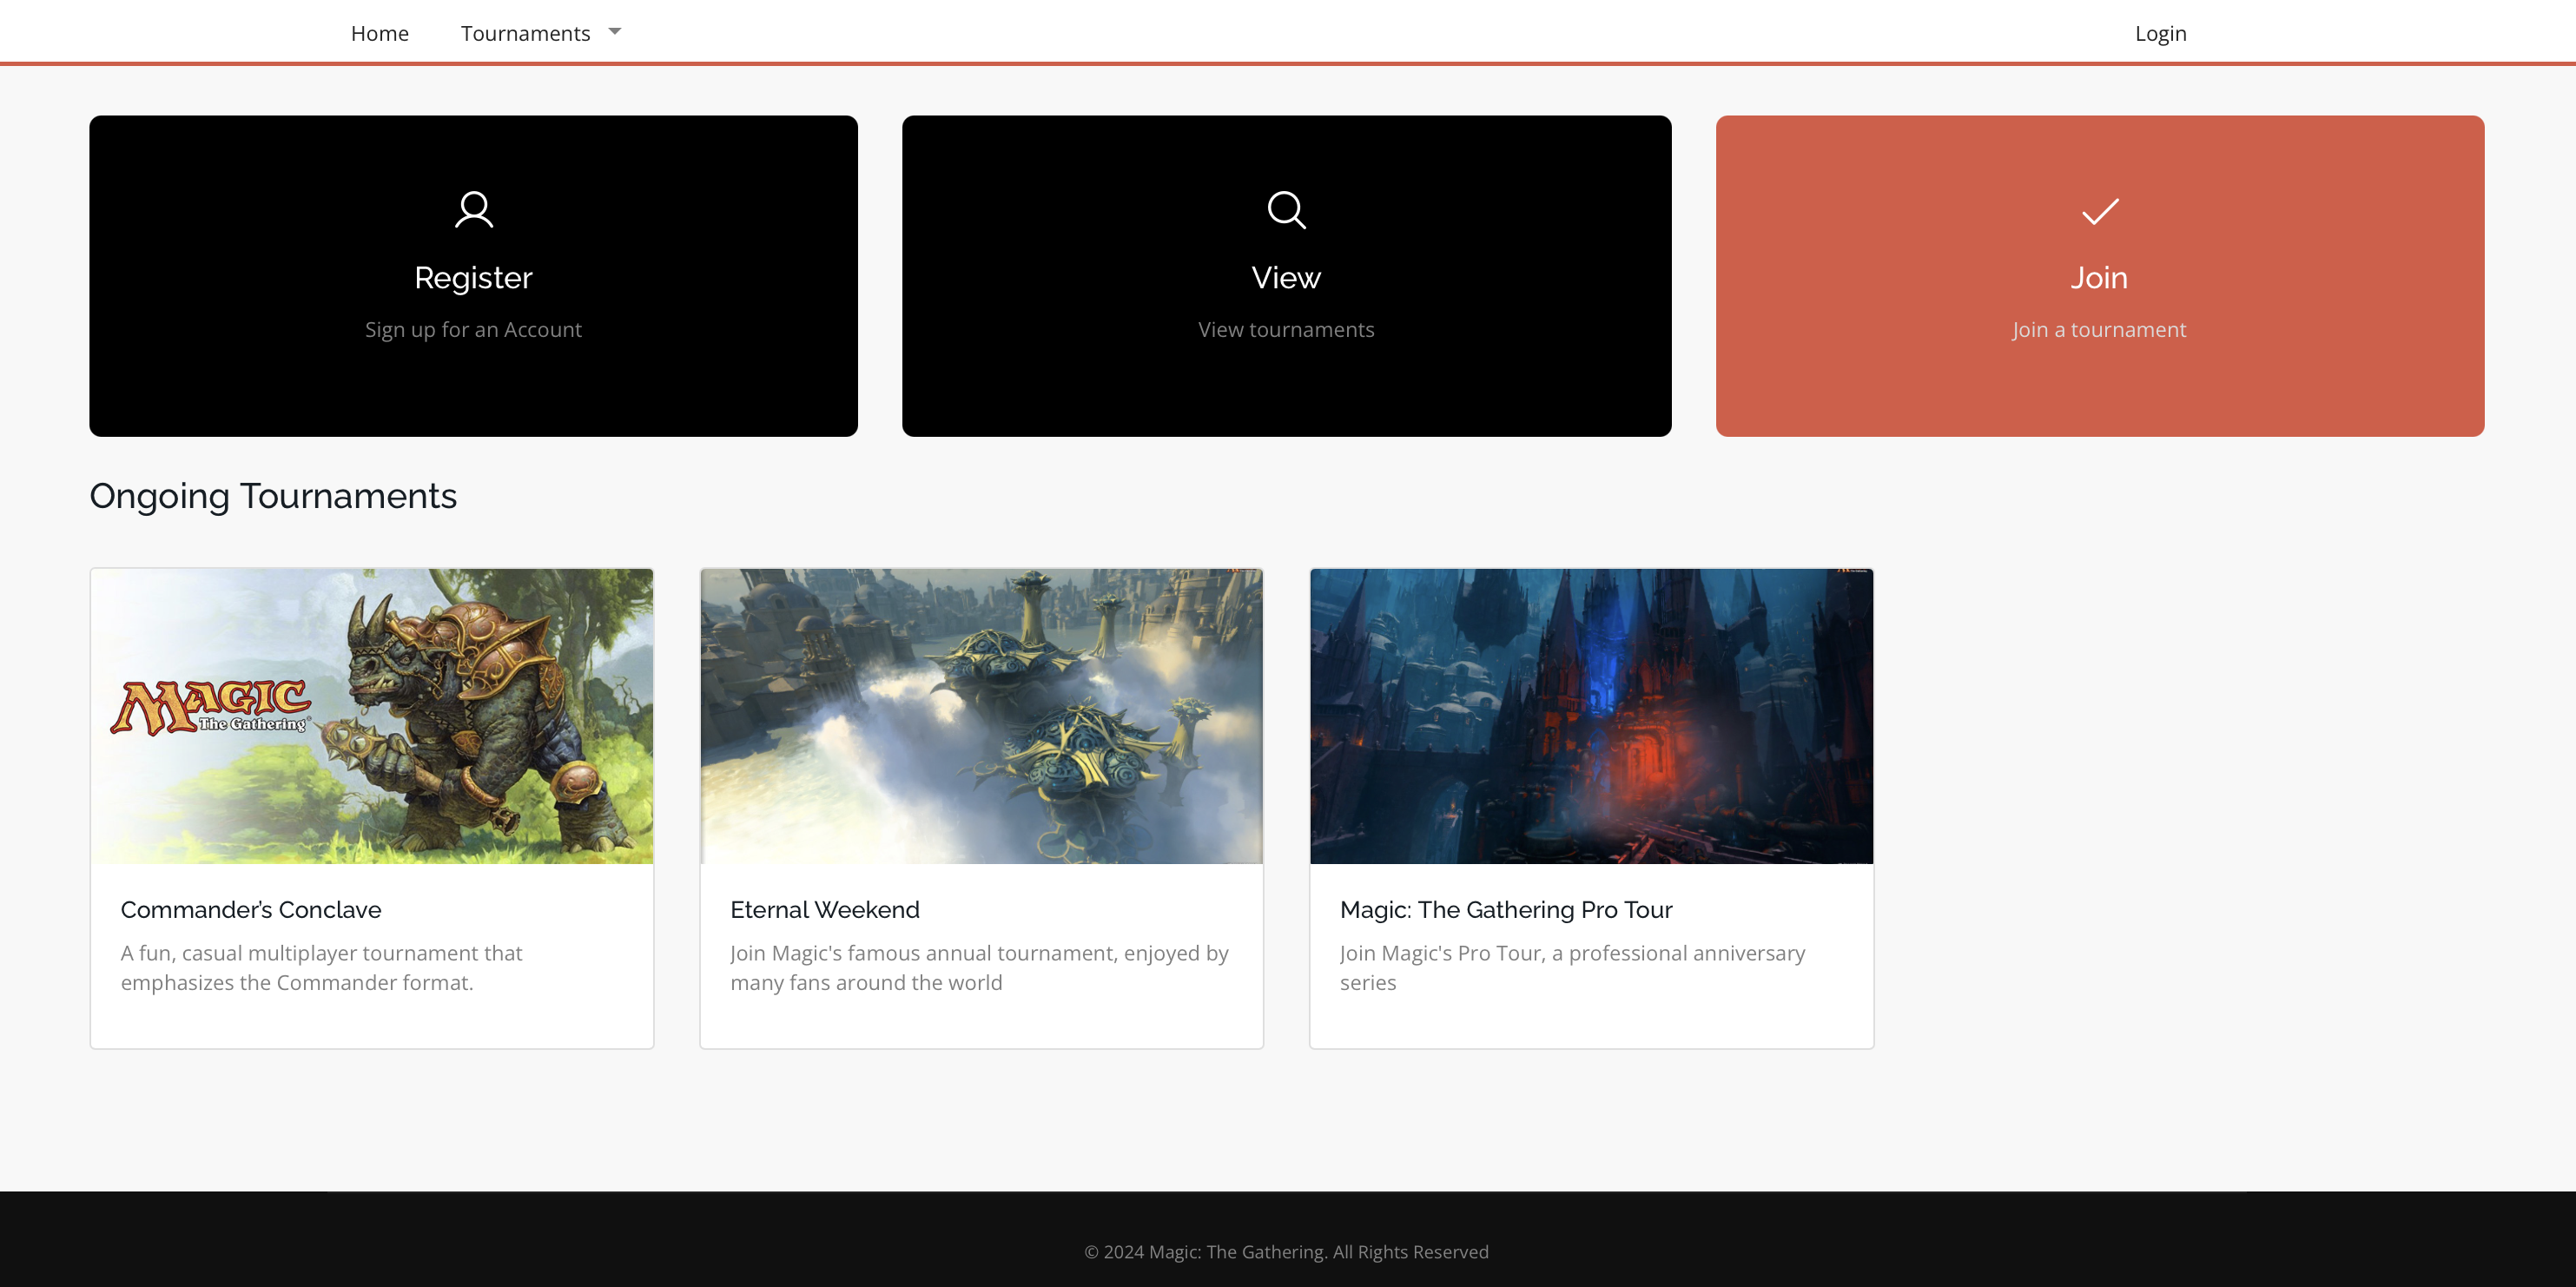 Home Tournaments Login
Register
Sign up for an Account
View
View tournaments
Join
Join a tournament
Ongoing Tournaments
MAGIC
The Gathering®
Commander’s Conclave
A fun, casual multiplayer tournament that
emphasizes the Commander format.
Eternal Weekend
Join Magic's famous annual tournament, enjoyed by
many fans around the world
Magic: The Gathering Pro Tour
Join Magic's Pro Tour, a professional anniversary
series
© 2024 Magic: The Gathering. All Rights Reserved